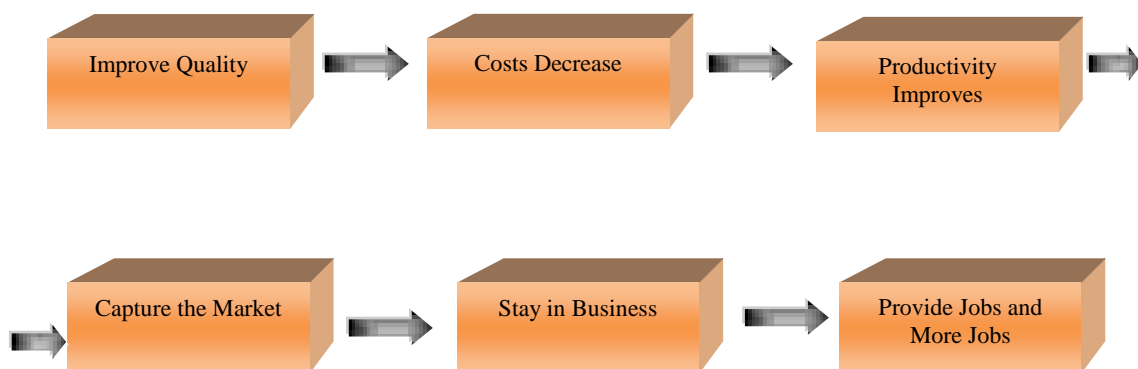 Improve Quality
Costs Decrease
Productivity
Improves
Capture the Market
Stay in Business
Provide Jobs and
More Jobs